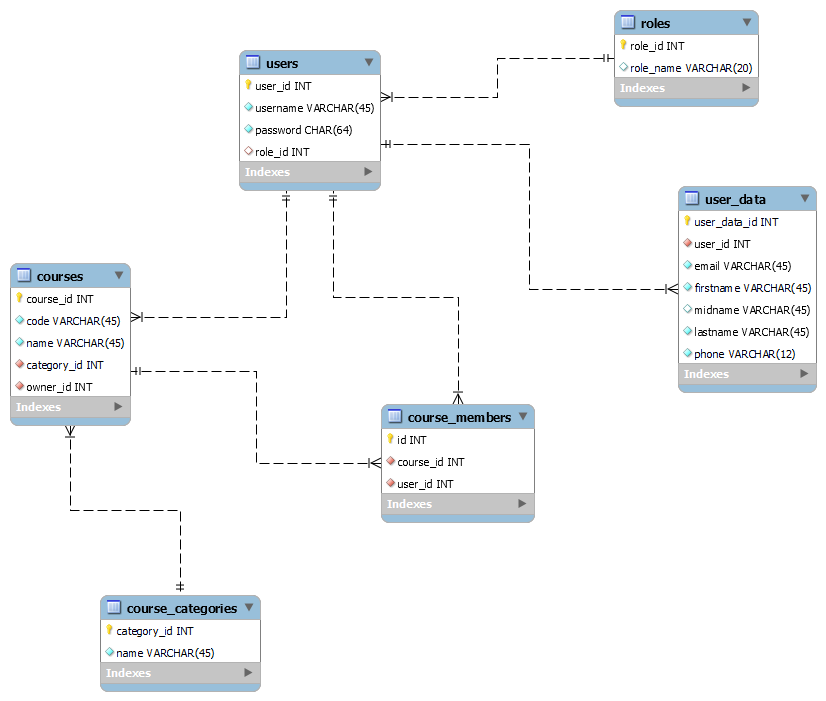 roles
role_id INT
role_name VARCHAR(20)
Indexes
users
user_id INT
username VARCHAR(45)
password CHAR(64)
role_id INT
Indexes
user_data
user_data_id INT
user_id INT
email VARCHAR(45)
firstname VARCHAR(45)
midname VARCHAR(45)
lastname VARCHAR(45)
phone VARCHAR(12)
Indexes
courses
course_id INT
code VARCHAR(45)
name VARCHAR(45)
category_id INT
owner_id INT
Indexes
course_members
id INT
course_id INT
user_id INT
Indexes
course_categories
category_id INT
name VARCHAR(45)
Indexes